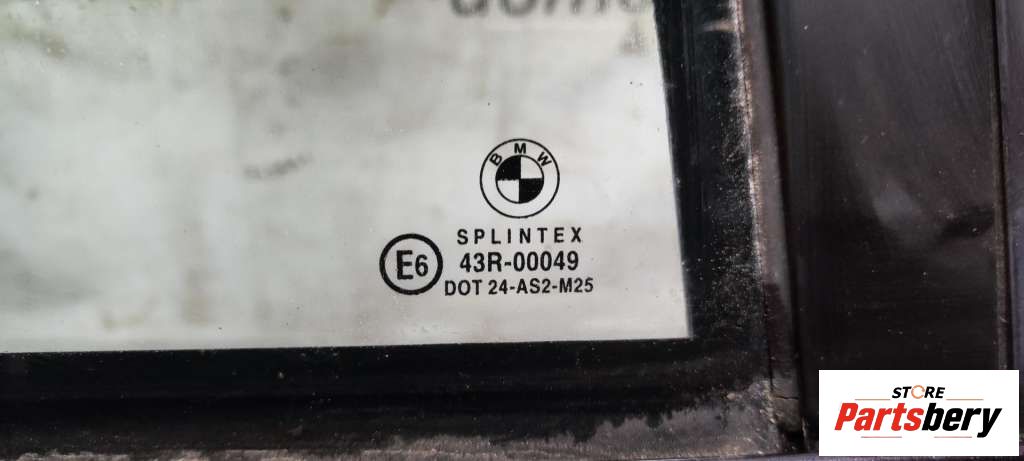 BMW
SPLINTEX
E6
43R-00049
DOT 24-AS2-M25
STORE
Partsbery